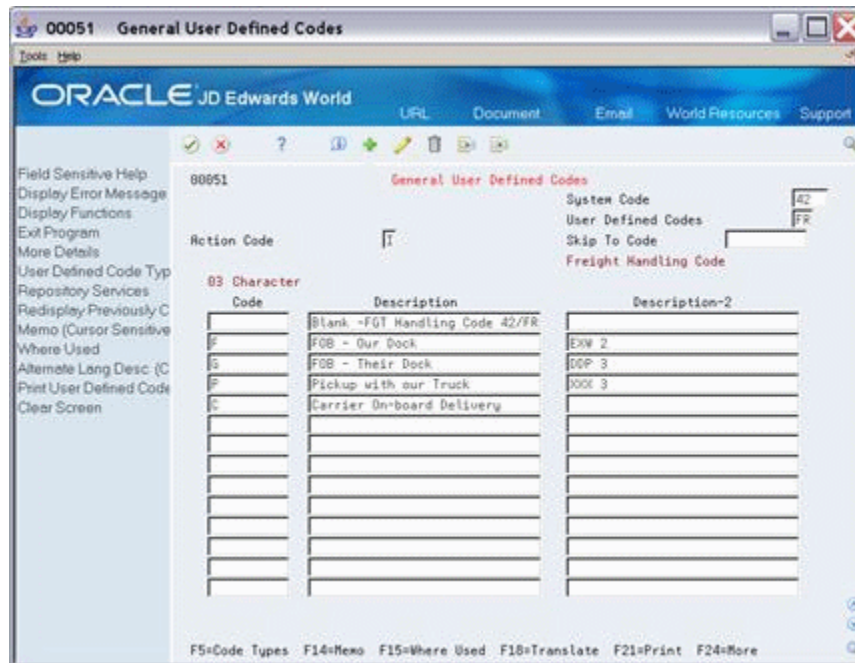 00051 General User Defined Codes
Tools Help
ORACLE JD Edwards World
URL Document Email World Resources Support
Field Sensitive Help
Display Error Message
Display Functions
Exit Program
More Details
User Defined Code Typ
Repository Services
Redisplay Previously C
Memo (Cursor Sensitive
Where Used
Alternate Lang Desc (C
Print User Defined Code
Clear Screen
00051 General User Defined Codes
System Code 42
User Defined Codes FR
Action Code I Skip To Code
Freight Handling Code
03 Character
Code Description Description-2
Blank -FGT Handling Code 42/FR
F FOB - Our Dock EXW 2
G FOB - Their Dock DDP 3
P Pickup with our Truck XXX 3
C Carrier On-board Delivery
F5=Code Types F14=Memo F15=Where Used F18=Translate F21=Print F24=More